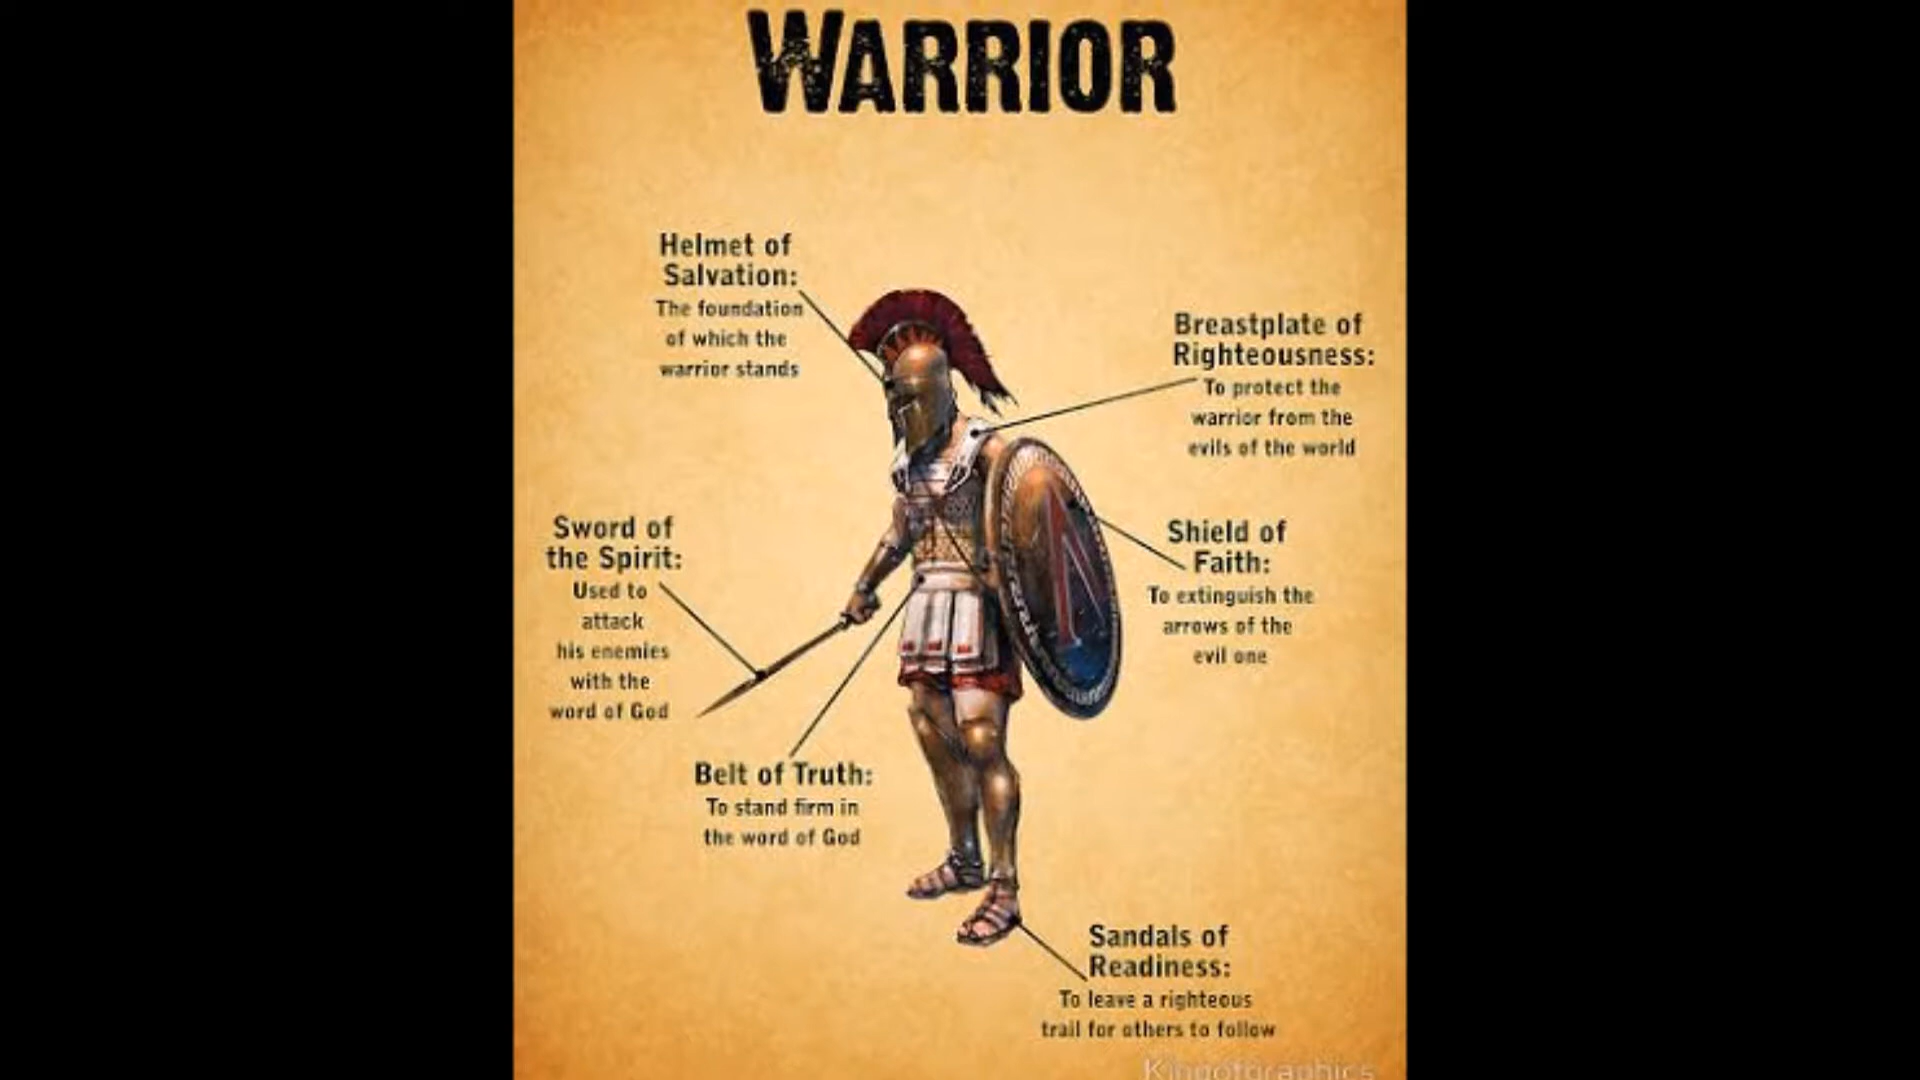 WARRIOR
Helmet of
Salvation:
The foundation
of which the
warrior stands
Breastplate of
Righteousness:
To protect the
warrior from the
evils of the world
Sword of
the Spirit:
Used to
attack
his enemies
with the
word of God
Shield of
Faith:
To extinguish the
arrows of the
evil one
Belt of Truth:
To stand firm in
the word of God
Sandals of
Readiness:
To leave a righteous
trail for others to follow
Kingofgraphics